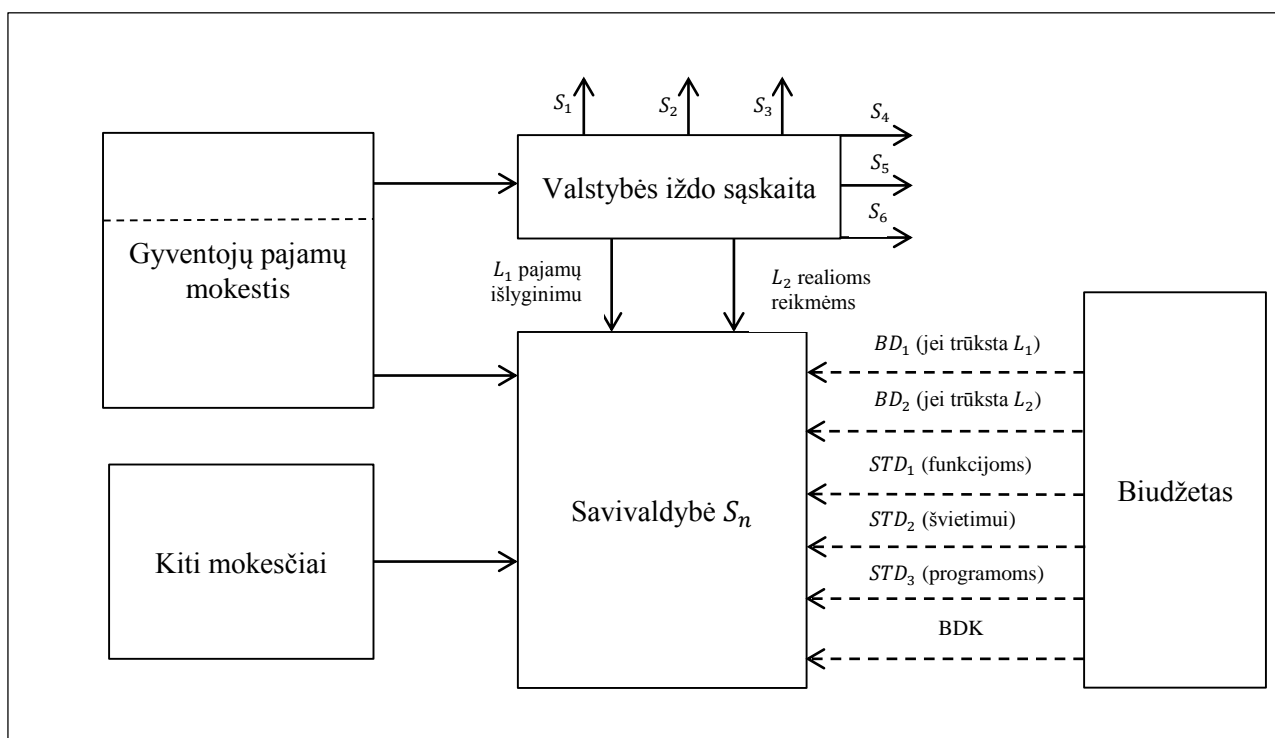 S₁
S₂
S₃
S₄
Valstybės iždo sąskaita
S₅
S₆
Gyventojų pajamų
mokestis
L₁ pajamų
išlyginimu
L₂ realioms
reikmėms
BD₁ (jei trūksta L₁)
BD₂ (jei trūksta L₂)
STD₁ (funkcijoms)
Savivaldybė Sₙ
Biudžetas
STD₂ (švietimui)
Kiti mokesčiai
STD₃ (programoms)
BDK